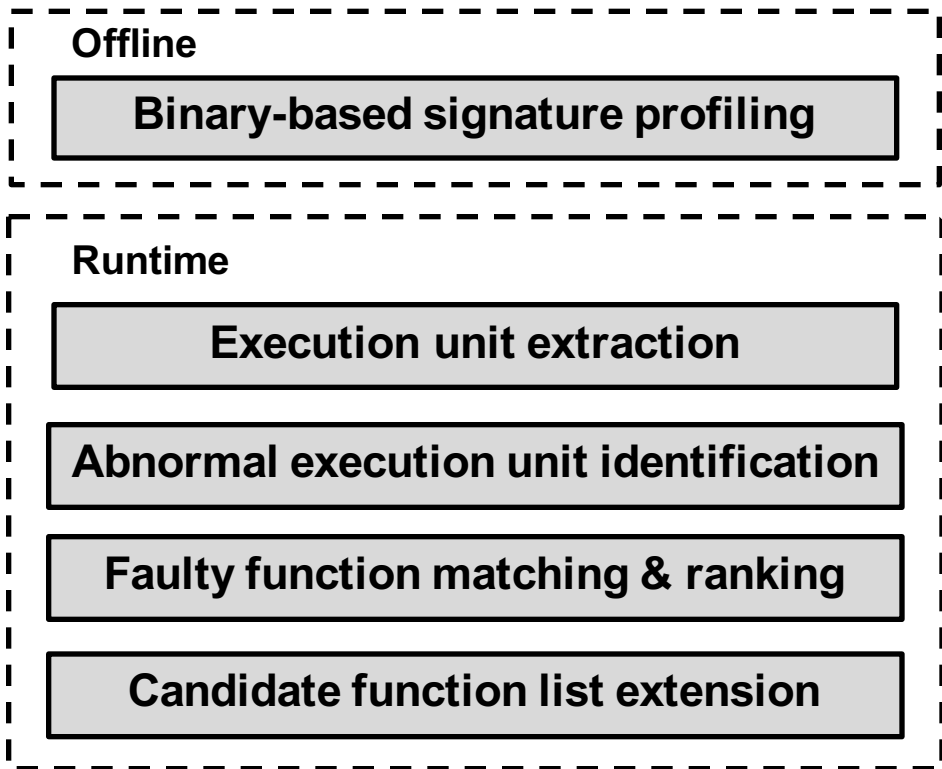 Offline
Binary-based signature profiling
Runtime
Execution unit extraction
Abnormal execution unit identification
Faulty function matching & ranking
Candidate function list extension